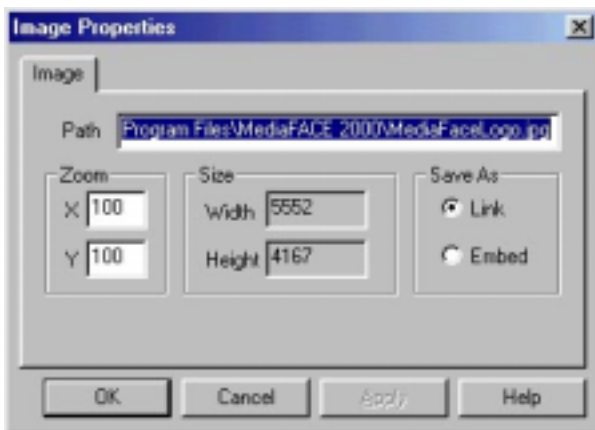 Image Properties
Image
Path Program Files\MediaFACE 2000\MediaFaceLogo.jpg
Zoom Size Save As
X 100 Width 5552 Link
Y 100 Height 4167 Embed
OK Cancel Apply Help